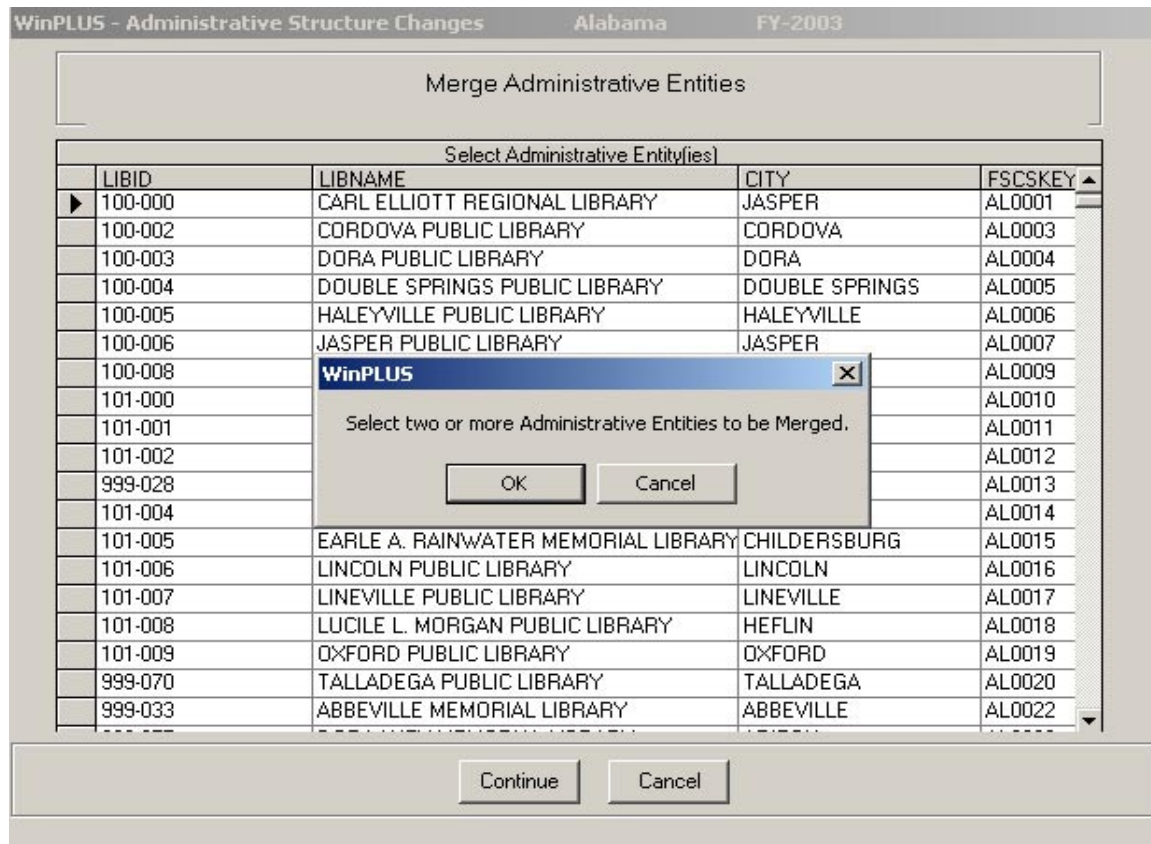 WinPLUS - Administrative Structure Changes Alabama FY-2003
Merge Administrative Entities
Select Administrative Entity(ies)
LIBID LIBNAME CITY FSCSKEY
100-000 CARL ELLIOTT REGIONAL LIBRARY JASPER AL0001
100-002 CORDOVA PUBLIC LIBRARY CORDOVA AL0003
100-003 DORA PUBLIC LIBRARY DORA AL0004
100-004 DOUBLE SPRINGS PUBLIC LIBRARY DOUBLE SPRINGS AL0005
100-005 HALEYVILLE PUBLIC LIBRARY HALEYVILLE AL0006
100-006 JASPER PUBLIC LIBRARY JASPER AL0007
100-008 AL0009
101-000 AL0010
101-001 AL0011
101-002 AL0012
999-028 AL0013
101-004 AL0014
WinPLUS
Select two or more Administrative Entities to be Merged.
OK Cancel
101-005 EARLE A. RAINWATER MEMORIAL LIBRARY CHILDERSBURG AL0015
101-006 LINCOLN PUBLIC LIBRARY LINCOLN AL0016
101-007 LINEVILLE PUBLIC LIBRARY LINEVILLE AL0017
101-008 LUCILE L. MORGAN PUBLIC LIBRARY HEFLIN AL0018
101-009 OXFORD PUBLIC LIBRARY OXFORD AL0019
999-070 TALLADEGA PUBLIC LIBRARY TALLADEGA AL0020
999-033 ABBEVILLE MEMORIAL LIBRARY ABBEVILLE AL0022
Continue Cancel